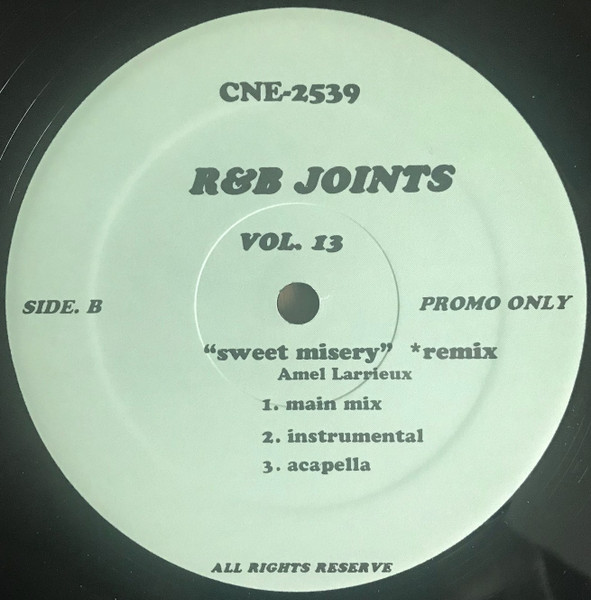 CNE-2539
R&B JOINTS
VOL. 13
SIDE. B
PROMO ONLY
“sweet misery” *remix
Amel Larrieux
1. main mix
2. instrumental
3. acapella
ALL RIGHTS RESERVE